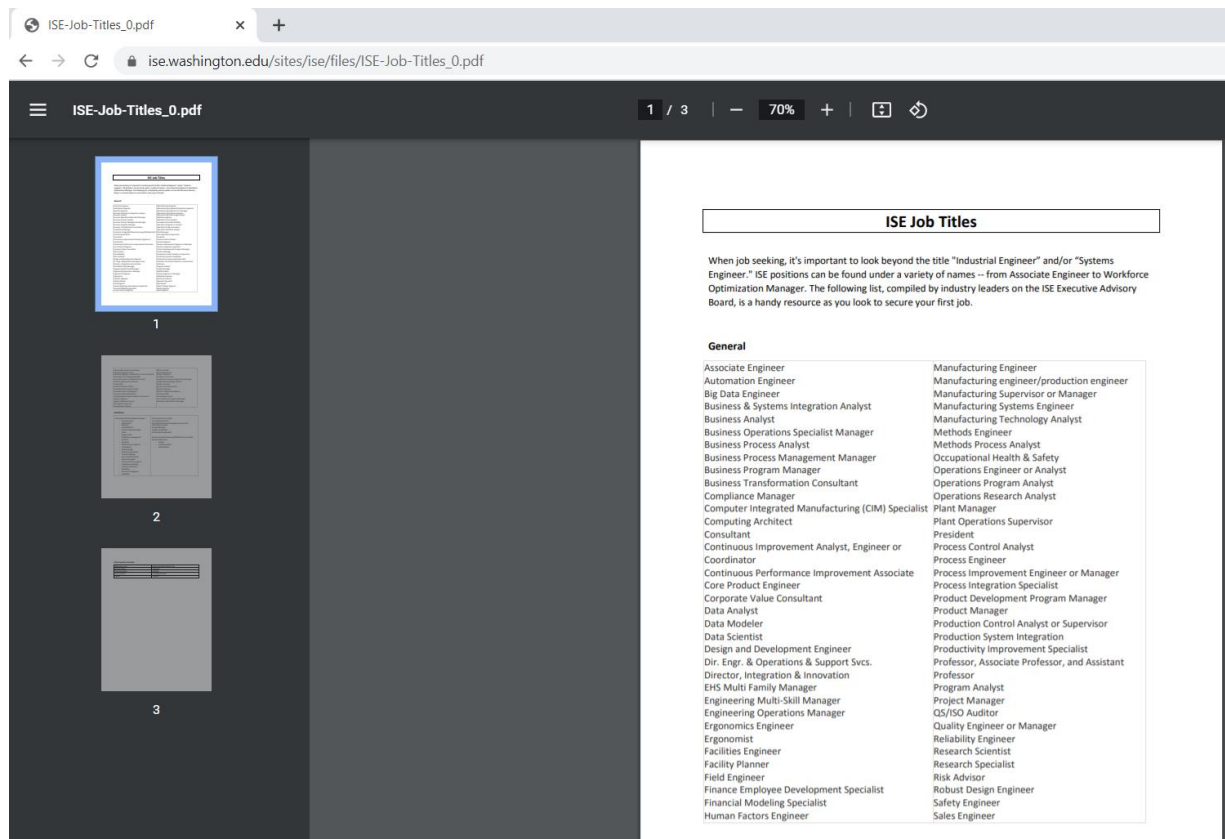 ISE-Job-Titles_0.pdf
ise.washington.edu/sites/ise/files/ISE-Job-Titles_0.pdf
ISE-Job-Titles_0.pdf
1 / 3
70%
1
2
3
ISE Job Titles
When job seeking, it's important to look beyond the title "Industrial Engineer" and/or “Systems
Engineer." ISE positions can be found under a variety of names -- from Associate Engineer to Workforce
Optimization Manager. The following list, compiled by industry leaders on the ISE Executive Advisory
Board, is a handy resource as you look to secure your first job.
General
Associate Engineer
Automation Engineer
Big Data Engineer
Business & Systems Integration Analyst
Business Analyst
Business Operations Specialist Manager
Business Process Analyst
Business Process Management Manager
Business Program Manager
Business Transformation Consultant
Compliance Manager
Computer Integrated Manufacturing (CIM) Specialist
Computing Architect
Consultant
Continuous Improvement Analyst, Engineer or
Coordinator
Continuous Performance Improvement Associate
Core Product Engineer
Corporate Value Consultant
Data Analyst
Data Modeler
Data Scientist
Design and Development Engineer
Dir. Engr. & Operations & Support Svcs.
Director, Integration & Innovation
EHS Multi Family Manager
Engineering Multi-Skill Manager
Engineering Operations Manager
Ergonomics Engineer
Ergonomist
Facilities Engineer
Facility Planner
Field Engineer
Finance Employee Development Specialist
Financial Modeling Specialist
Human Factors Engineer
Manufacturing Engineer
Manufacturing engineer/production engineer
Manufacturing Supervisor or Manager
Manufacturing Systems Engineer
Manufacturing Technology Analyst
Methods Engineer
Methods Process Analyst
Occupational Health & Safety
Operations Engineer or Analyst
Operations Program Analyst
Operations Research Analyst
Plant Manager
Plant Operations Supervisor
President
Process Control Analyst
Process Engineer
Process Improvement Engineer or Manager
Process Integration Specialist
Product Development Program Manager
Product Manager
Production Control Analyst or Supervisor
Production System Integration
Productivity Improvement Specialist
Professor, Associate Professor, and Assistant
Professor
Program Analyst
Project Manager
QS/ISO Auditor
Quality Engineer or Manager
Reliability Engineer
Research Scientist
Research Specialist
Risk Advisor
Robust Design Engineer
Safety Engineer
Sales Engineer